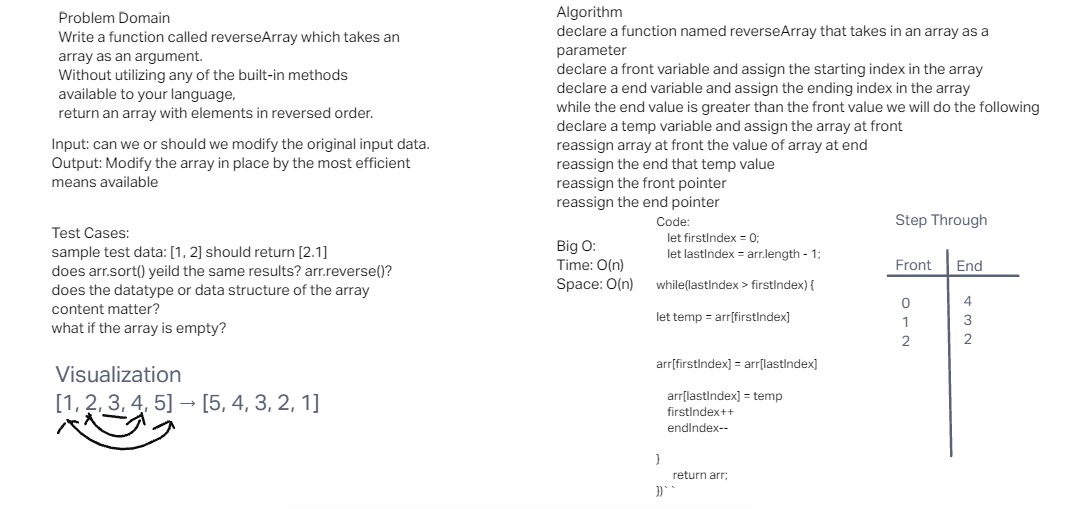 Problem Domain
Write a function called reverseArray which takes an
array as an argument.
Without utilizing any of the built-in methods
available to your language,
return an array with elements in reversed order.
Input: can we or should we modify the original input data.
Output: Modify the array in place by the most efficient
means available
Test Cases:
sample test data: [1, 2] should return [2.1]
does arr.sort() yeild the same results? arr.reverse()?
does the datatype or data structure of the array
content matter?
what if the array is empty?
Visualization
[1, 2, 3, 4, 5] → [5, 4, 3, 2, 1]
Algorithm
declare a function named reverseArray that takes in an array as a
parameter
declare a front variable and assign the starting index in the array
declare a end variable and assign the ending index in the array
while the end value is greater than the front value we will do the following
declare a temp variable and assign the array at front
reassign array at front the value of array at end
reassign the end that temp value
reassign the front pointer
reassign the end pointer
Big O:
Time: O(n)
Space: O(n)
Code:
let firstIndex = 0;
let lastIndex = arr.length - 1;
while(lastIndex > firstIndex) {
let temp = arr[firstIndex]
arr[firstIndex] = arr[lastIndex]
arr[lastIndex] = temp
firstIndex++
endIndex--
}
return arr;
})``
Step Through
Front End
0 4
1 3
2 2